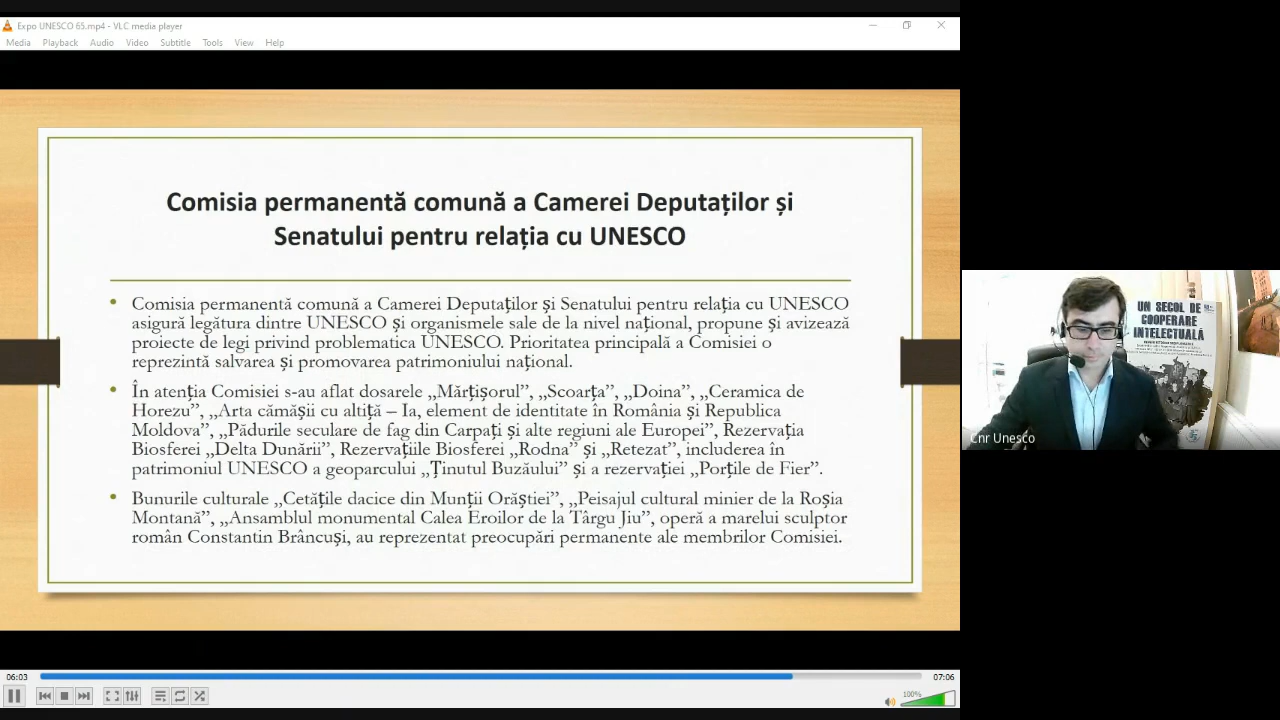 Expo UNESCO 65.mp4 - VLC media player
Media Playback Audio Video Subtitle Tools View Help
Comisia permanentă comună a Camerei Deputaților și
Senatului pentru relația cu UNESCO
• Comisia permanentă comună a Camerei Deputaților și Senatului pentru relația cu UNESCO
asigură legătura dintre UNESCO și organismele sale de la nivel național, propune și avizează
proiecte de legi privind problematica UNESCO. Prioritatea principală a Comisiei o
reprezintă salvarea și promovarea patrimoniului național.
• În atenția Comisiei s-au aflat dosarele „Mărțișorul”, „Scoarța”, „Doina”, „Ceramica de
Horezu”, „Arta cămășii cu altiță – Ia, element de identitate în România și Republica
Moldova”, „Pădurile seculare de fag din Carpați și alte regiuni ale Europei”, Rezervația
Biosferei „Delta Dunării”, Rezervațiile Biosferei „Rodna” și „Retezat”, includerea în
patrimoniul UNESCO a geoparcului „Ținutul Buzăului” și a rezervației „Porțile de Fier”.
• Bunurile culturale „Cetățile dacice din Munții Orăștiei”, „Peisajul cultural minier de la Roșia
Montană”, „Ansamblul monumental Calea Eroilor de la Târgu Jiu”, operă a marelui sculptor
român Constantin Brâncuși, au reprezentat preocupări permanente ale membrilor Comisiei.
06:03
07:06
100%
UN SECOL DE
COOPERARE
INTELECTUALĂ
Cnr Unesco